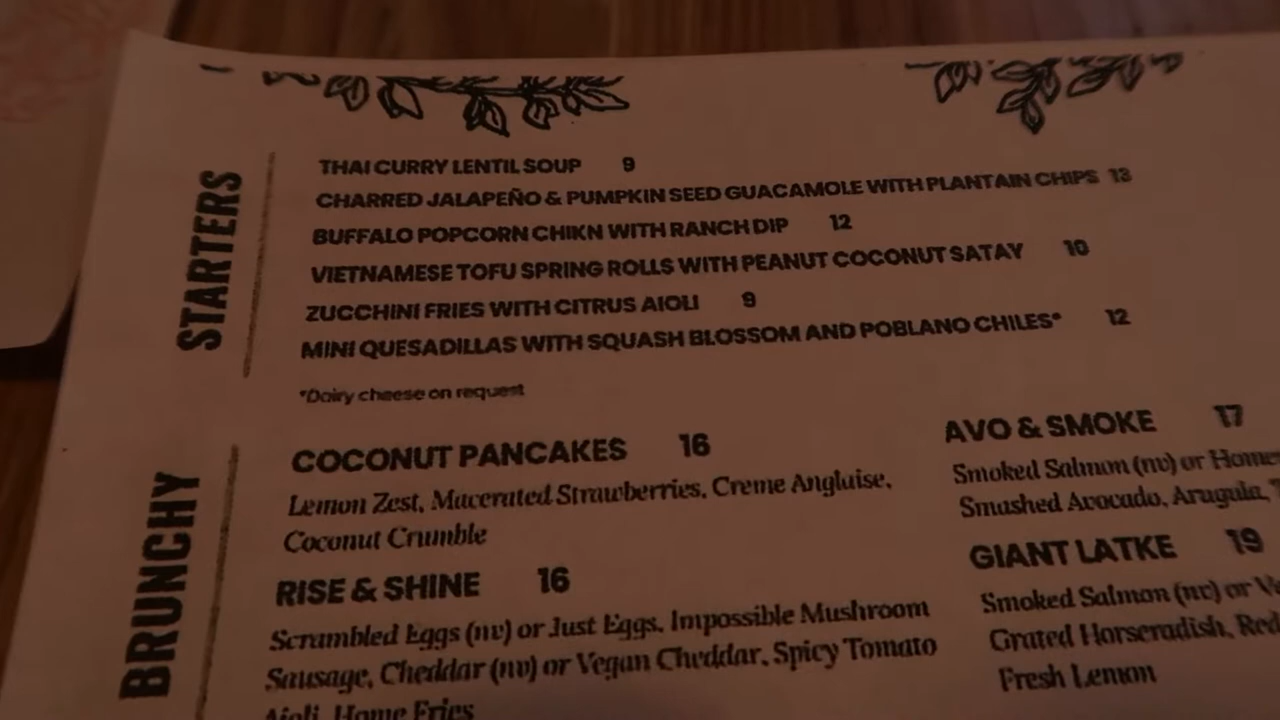 STARTERS
THAI CURRY LENTIL SOUP 9
CHARRED JALAPEÑO & PUMPKIN SEED GUACAMOLE WITH PLANTAIN CHIPS 13
BUFFALO POPCORN CHIKN WITH RANCH DIP 12
VIETNAMESE TOFU SPRING ROLLS WITH PEANUT COCONUT SATAY 10
ZUCCHINI FRIES WITH CITRUS AIOLI 9
MINI QUESADILLAS WITH SQUASH BLOSSOM AND POBLANO CHILES* 12
*Dairy cheese on request
BRUNCHY
COCONUT PANCAKES 16
Lemon Zest, Macerated Strawberries, Creme Anglaise,
Coconut Crumble
RISE & SHINE 16
Scrambled Eggs (nv) or Just Eggs, Impossible Mushroom
Sausage, Cheddar (nv) or Vegan Cheddar, Spicy Tomato
Aioli, Home Fries
AVO & SMOKE 17
Smoked Salmon (nv) or
Smashed Avocado, Arugula,
GIANT LATKE 19
Smoked Salmon (nv) or
Grated Horseradish, Red
Fresh Lemon